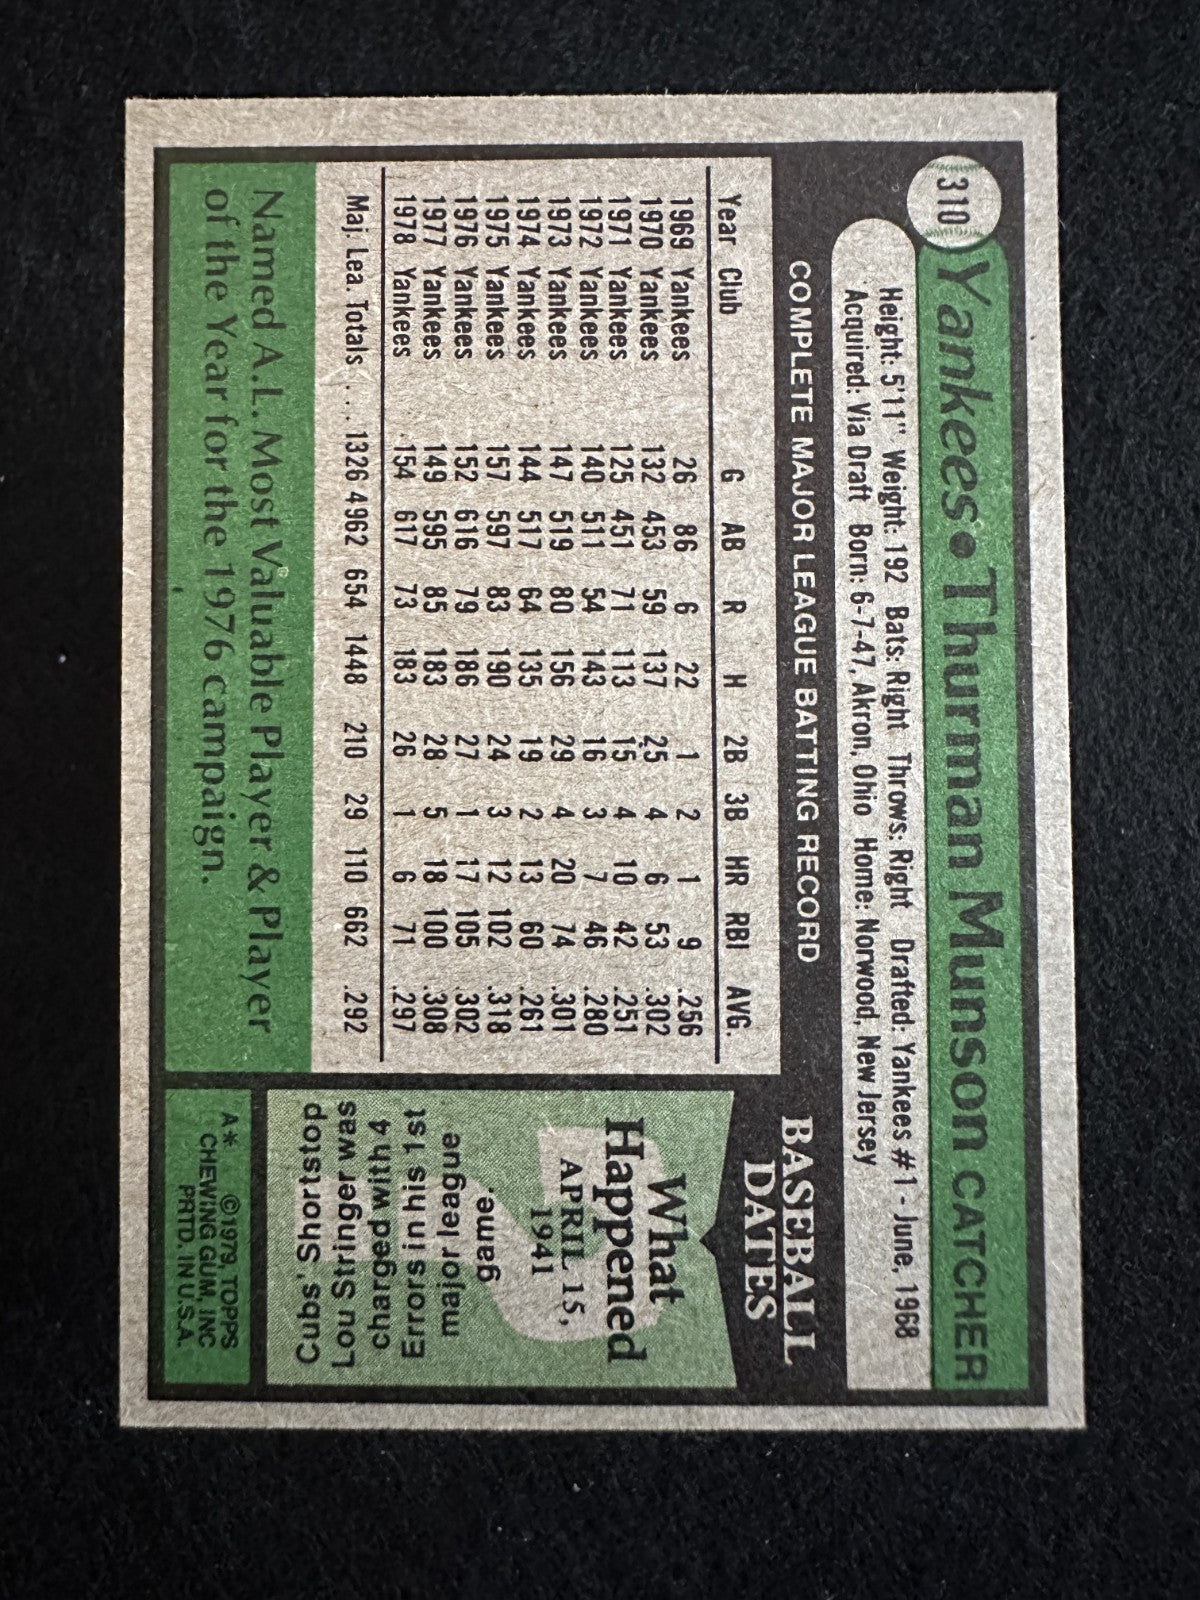 310 Yankees • Thurman Munson CATCHER
Height: 5'11" Weight: 192 Bats: Right Throws: Right Drafted: Yankees #1 - June, 1968
Acquired: Via Draft Born: 6-7-47, Akron, Ohio Home: Norwood, New Jersey
COMPLETE MAJOR LEAGUE BATTING RECORD
Year Club G AB R H 2B 3B HR RBI AVG.
1969 Yankees 26 86 6 22 1 2 1 9 .256
1970 Yankees 132 453 59 137 25 4 6 53 .302
1971 Yankees 125 451 71 113 15 4 10 42 .251
1972 Yankees 140 511 54 143 16 3 7 46 .280
1973 Yankees 147 519 80 156 29 4 20 74 .301
1974 Yankees 144 517 64 135 19 2 13 60 .261
1975 Yankees 157 597 83 190 24 3 12 102 .318
1976 Yankees 152 616 79 186 27 1 17 105 .302
1977 Yankees 149 595 85 183 28 5 18 100 .308
1978 Yankees 154 617 73 183 26 1 6 71 .297
Maj. Lea. Totals . . . 1326 4962 654 1448 210 29 110 662 .292
Named A.L. Most Valuable Player & Player
of the Year for the 1976 campaign.
BASEBALL
DATES
What
Happened
APRIL 15,
1941
Cubs' Shortstop
Lou Stringer was
charged with 4
Errors in his 1st
major league
game.
A* ©1979, TOPPS
CHEWING GUM, INC
PRTD. IN U.S.A.